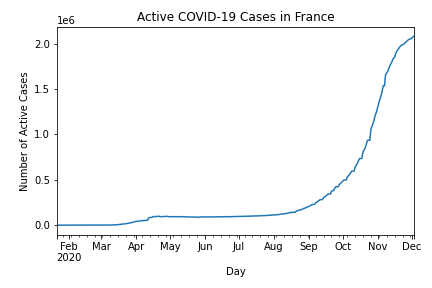 Active COVID-19 Cases in France
1e6
2.0
1.5
1.0
0.5
0.0
Number of Active Cases
Feb Mar Apr May Jun Jul Aug Sep Oct Nov Dec
2020
Day